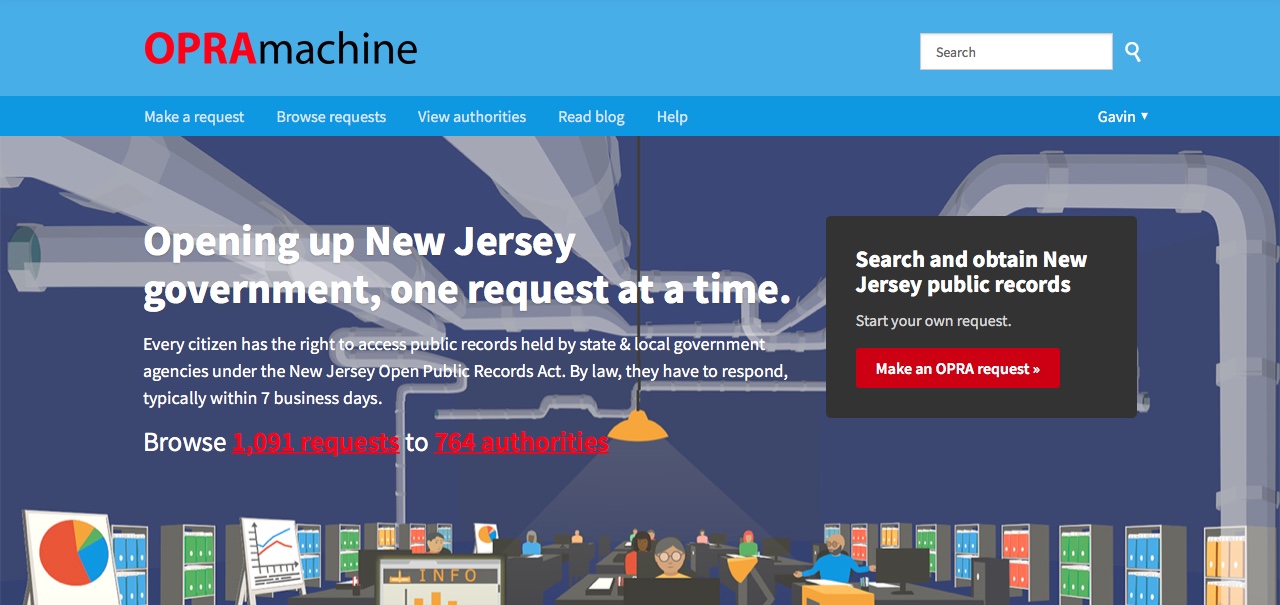 OPRAmachine
Search
Make a request
Browse requests
View authorities
Read blog
Help
Gavin ▼
Opening up New Jersey
government, one request at a time.
Every citizen has the right to access public records held by state & local government
agencies under the New Jersey Open Public Records Act. By law, they have to respond,
typically within 7 business days.
Browse 1,091 requests to 764 authorities
Search and obtain New
Jersey public records
Start your own request.
Make an OPRA request »
INFO